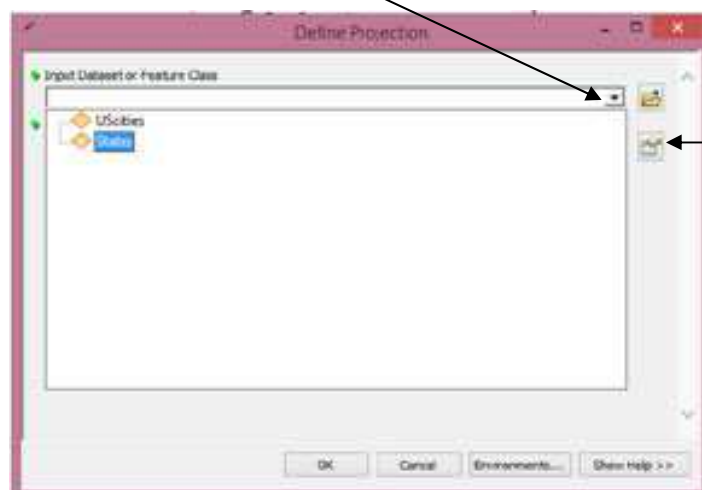 Define Projection
Input Dataset or Feature Class
UScities
States
OK
Cancel
Environments...
Show Help >>